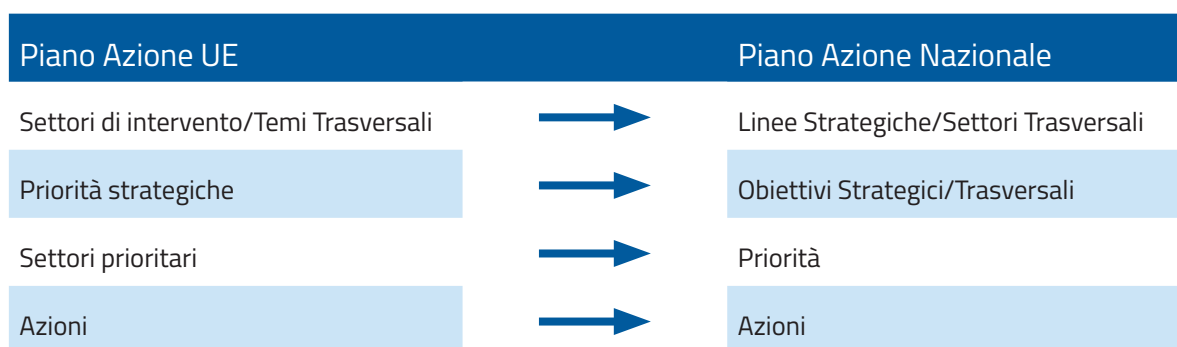 Piano Azione UE Piano Azione Nazionale
Settori di intervento/Temi Trasversali Linee Strategiche/Settori Trasversali
Priorità strategiche Obiettivi Strategici/Trasversali
Settori prioritari Priorità
Azioni Azioni